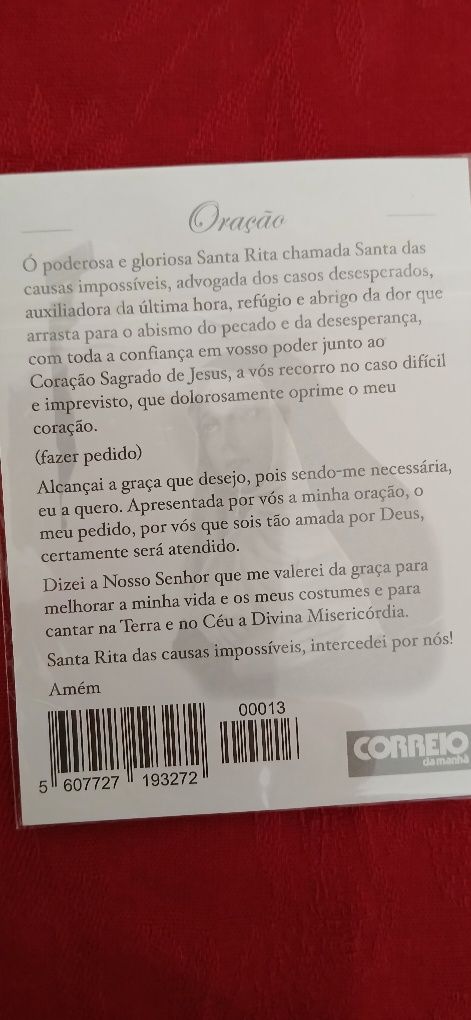 Oração
Ó poderosa e gloriosa Santa Rita chamada Santa das
causas impossíveis, advogada dos casos desesperados,
auxiliadora da última hora, refúgio e abrigo da dor que
arrasta para o abismo do pecado e da desesperança,
com toda a confiança em vosso poder junto ao
Coração Sagrado de Jesus, a vós recorro no caso difícil
e imprevisto, que dolorosamente oprime o meu
coração.
(fazer pedido)
Alcançai a graça que desejo, pois sendo-me necessária,
eu a quero. Apresentada por vós a minha oração, o
meu pedido, por vós que sois tão amada por Deus,
certamente será atendido.
Dizei a Nosso Senhor que me valerei da graça para
melhorar a minha vida e os meus costumes e para
cantar na Terra e no Céu a Divina Misericórdia.
Santa Rita das causas impossíveis, intercedei por nós!
Amém
00013
5 607727 193272
CORREIO
da manhã